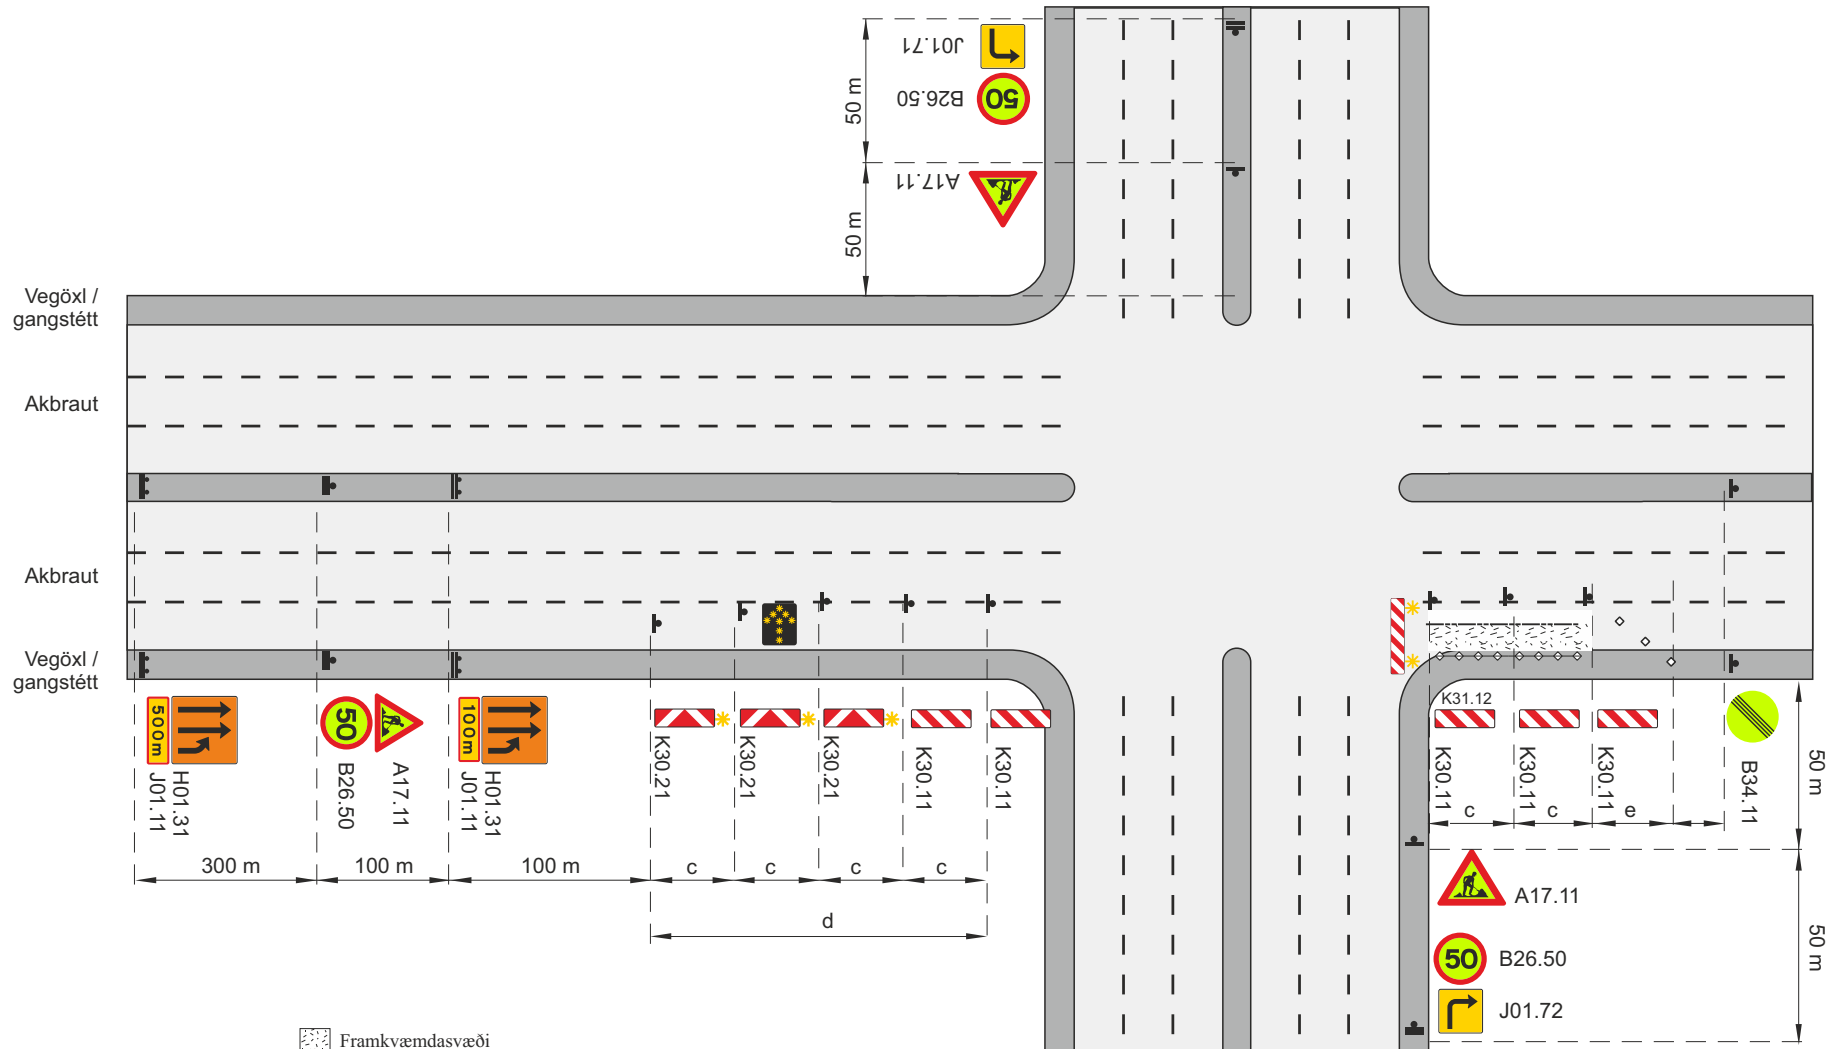 J01.71
B26.50
50
50 m
A17.11
50 m
Vegöxl /
gangstétt
Akbraut
Akbraut
Vegöxl /
gangstétt
500m
J01.11
H01.31
50
B26.50
A17.11
100m
J01.11
H01.31
K30.21
K30.21
K30.21
K30.11
K30.11
K31.12
K30.11
K30.11
K30.11
B34.11
50 m
c
c
e
300 m
100 m
100 m
c
c
c
c
d
A17.11
50
B26.50
50 m
J01.72
Framkvæmdasvæði